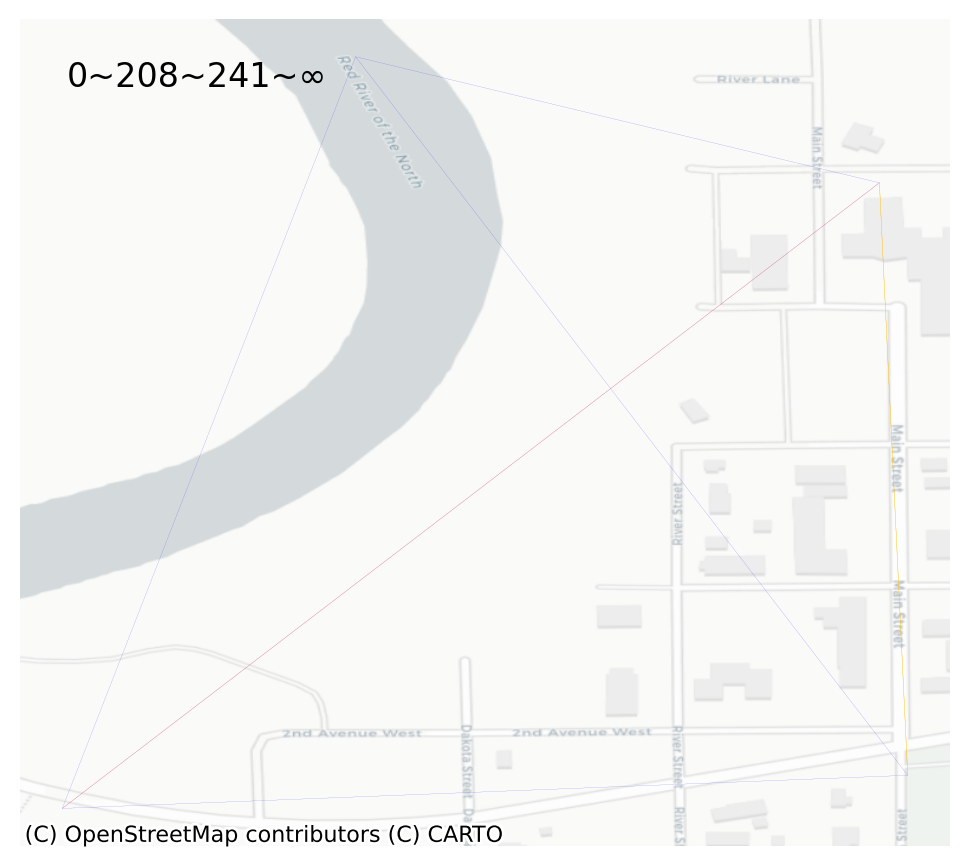 0~208~241~∞
Red River of the North
River Lane
Main Street
Main Street
River Street
Main Street
2nd Avenue West
2nd Avenue West
Dakota Street
River Street
Da
River S
Street
(C) OpenStreetMap contributors (C) CARTO